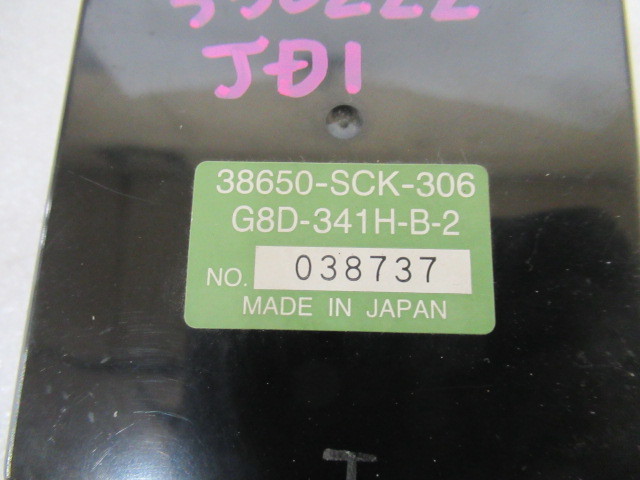 JD1
38650-SCK-306
G8D-341H-B-2
NO. 038737
MADE IN JAPAN